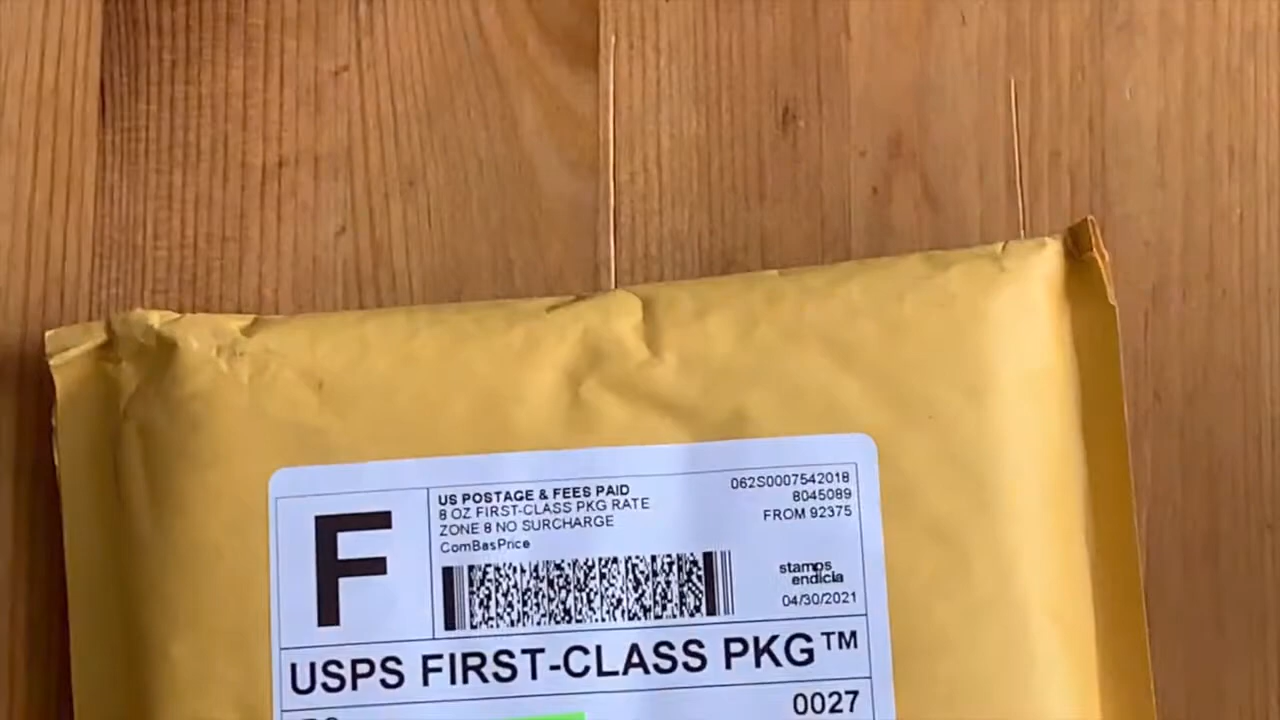 F
US POSTAGE & FEES PAID
8 OZ FIRST-CLASS PKG RATE
ZONE 8 NO SURCHARGE
ComBasPrice
062S0007542018
8045089
FROM 92375
stamps
endicia
04/30/2021
USPS FIRST-CLASS PKG™
0027